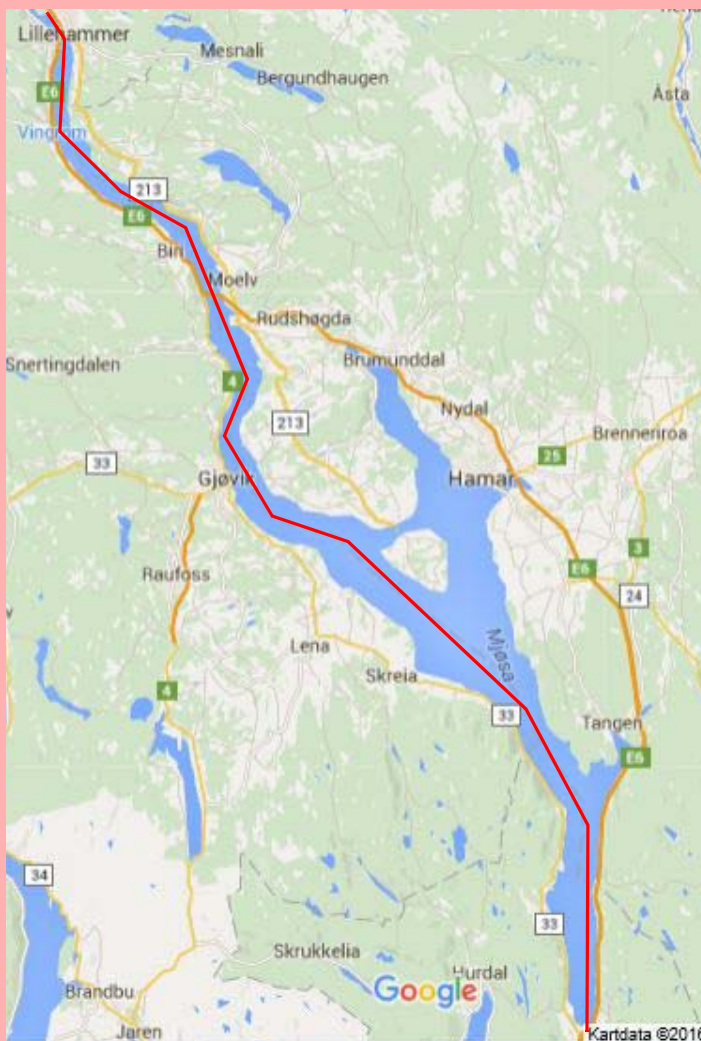 Lillehammer
Mesnali
Bergundhaugen
Åsta
E6
Vingrom
213
E6
Biri
Moelv
Rudshøgda
Brumunddal
Snertingdalen
4
Nydal
213
Brenneriroa
25
33
Gjøvik
Hamar
3
E6
Raufoss
24
Lena
Mjøsa
Skreia
4
33
Tangen
E6
34
33
Skrukkelia
Hurdal
Google
Brandbu
Jaren
Kartdata ©2016